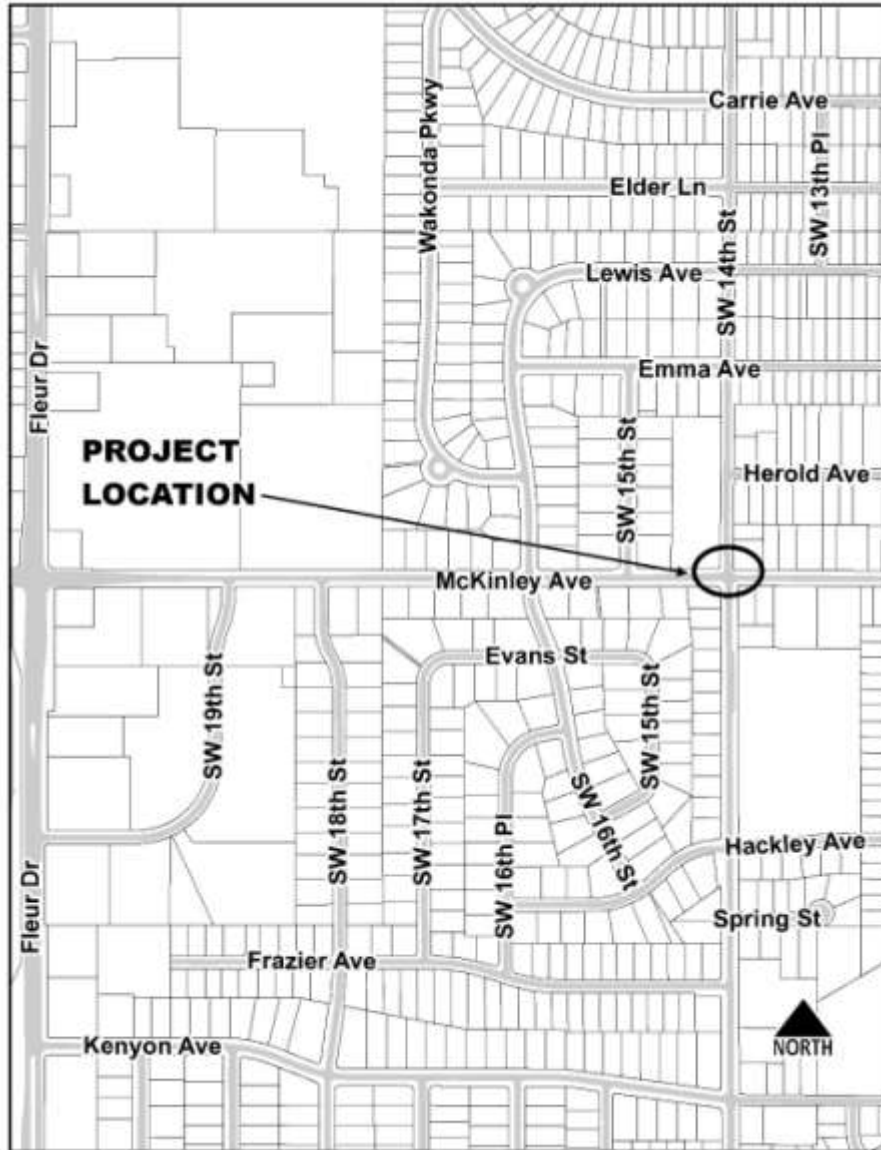 Carrie Ave
Wakonda Pkwy
Elder Ln
SW 13th Pl
SW 14th St
Lewis Ave
Fleur Dr
Emma Ave
PROJECT
LOCATION
SW 15th St
Herold Ave
McKinley Ave
Evans St
SW 19th St
SW 15th St
SW 18th St
SW 17th St
SW 16th Pl
SW 16th St
Hackley Ave
Fleur Dr
Spring St
Frazier Ave
Kenyon Ave
NORTH